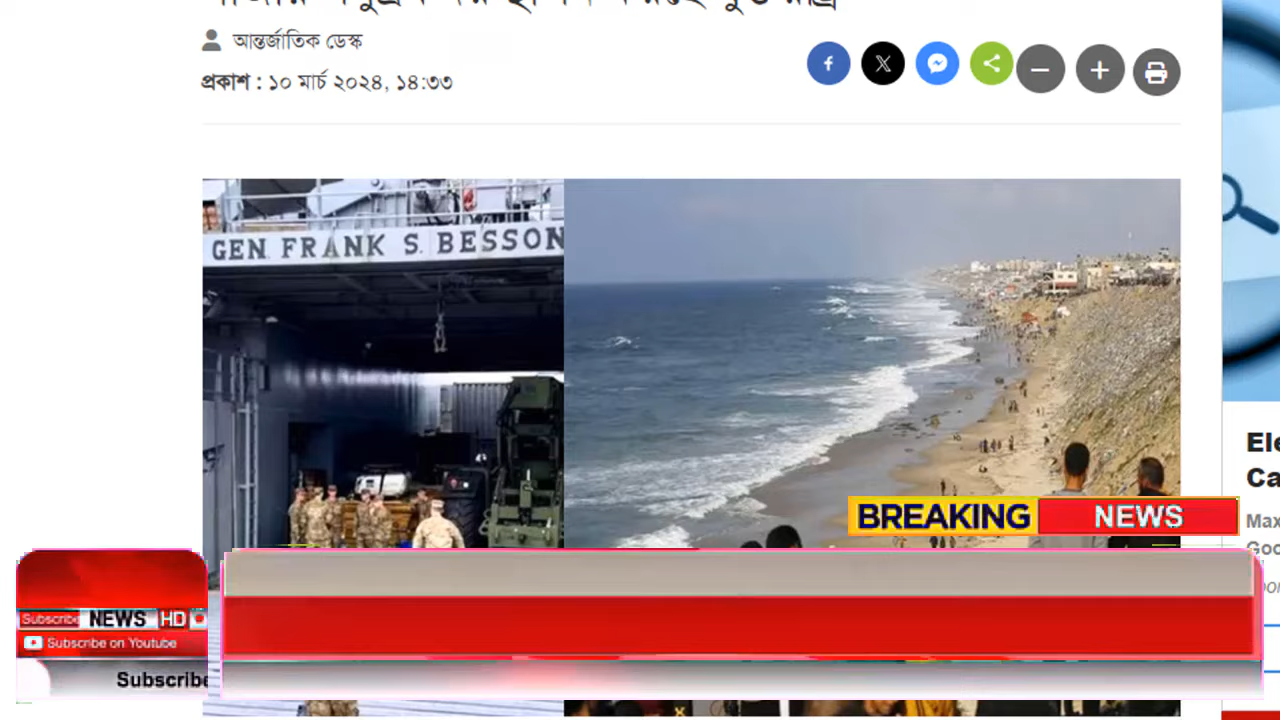 আন্তর্জাতিক ডেস্ক
প্রকাশ : ১০ মার্চ ২০২৪, ১৪:৩৩
GEN. FRANK S. BESSON
BREAKING NEWS
Subscribe NEWS HD
Subscribe on Youtube
Subscribe
Ele
Ca
Max
Goo